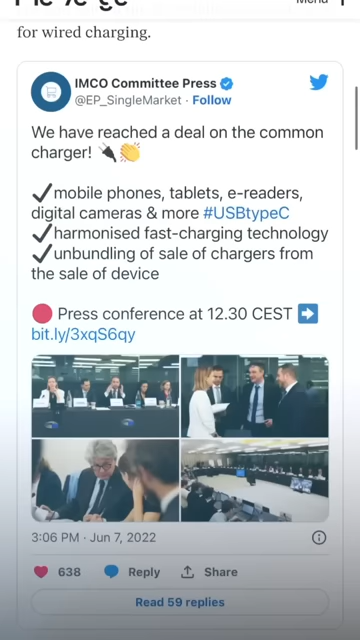 Menu
for wired charging.
IMCO Committee Press
@EP_SingleMarket · Follow
We have reached a deal on the common
charger! 🔌👏
✔mobile phones, tablets, e-readers,
digital cameras & more #USBtypeC
✔harmonised fast-charging technology
✔unbundling of sale of chargers from
the sale of device
🔴 Press conference at 12.30 CEST ➡
bit.ly/3xqS6qy
3:06 PM · Jun 7, 2022
638 Reply Share
Read 59 replies